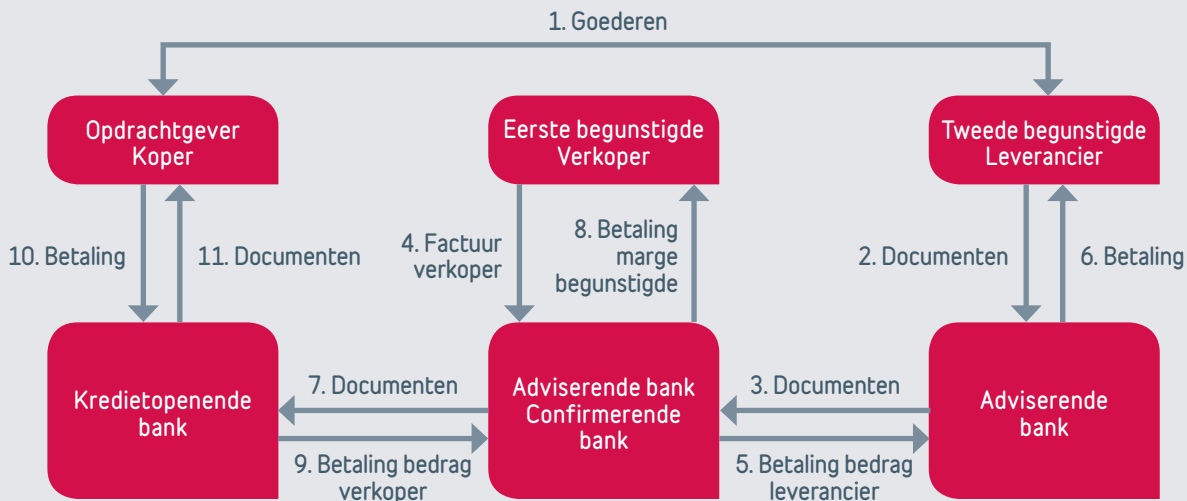 1. Goederen
Opdrachtgever
Koper
Eerste begunstigde
Verkoper
Tweede begunstigde
Leverancier
10. Betaling
11. Documenten
4. Factuur
verkoper
8. Betaling
marge
begunstigde
2. Documenten
6. Betaling
Kredietopenende
bank
7. Documenten
9. Betaling bedrag
verkoper
Adviserende bank
Confirmerende
bank
3. Documenten
5. Betaling bedrag
leverancier
Adviserende
bank